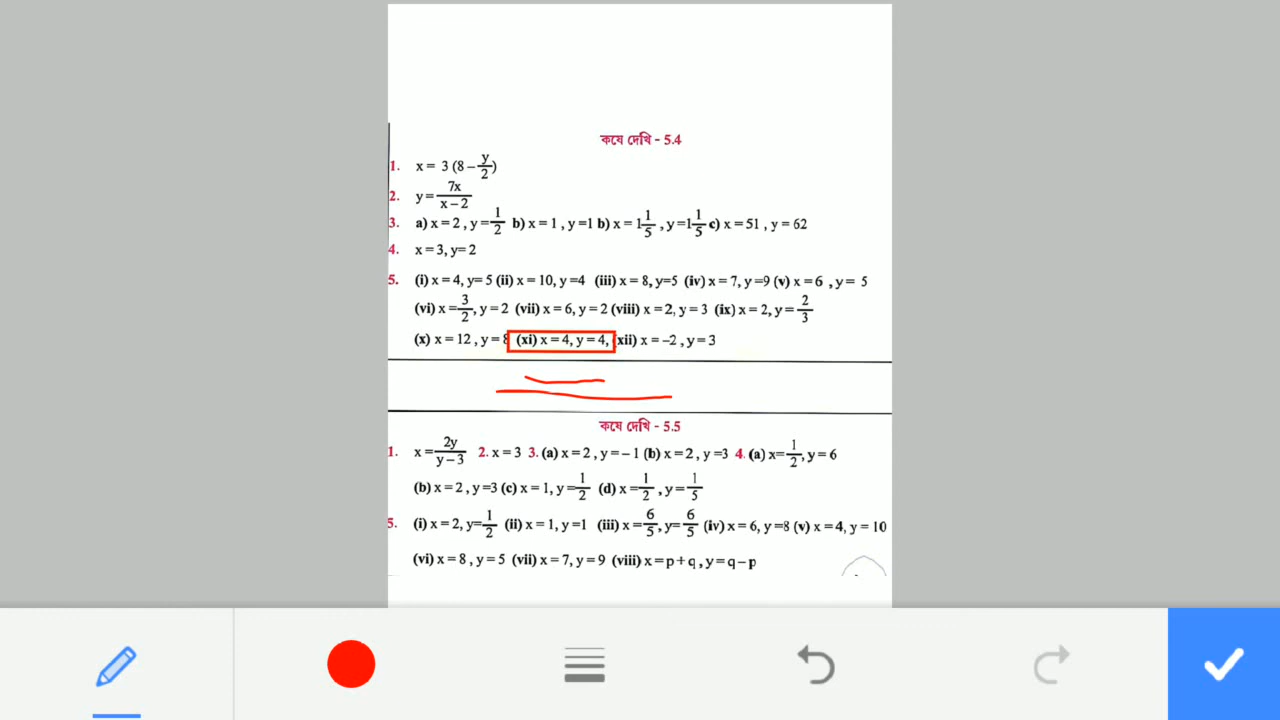 কষে দেখি - 5.4
1. x = 3 (8 – y/2)
2. y = 7x/x – 2
3. a) x = 2 , y = 1/2 b) x = 1 , y =1 b) x = 1 1/5 , y =1 1/5 c) x = 51 , y = 62
4. x = 3, y= 2
5. (i) x = 4, y= 5 (ii) x = 10, y =4 (iii) x = 8, y=5 (iv) x = 7, y =9 (v) x = 6 , y = 5
(vi) x = 3/2 , y = 2 (vii) x = 6, y = 2 (viii) x = 2, y = 3 (ix) x = 2, y = 2/3
(x) x = 12 , y = 8 (xi) x = 4, y = 4, (xii) x = –2 , y = 3
কষে দেখি - 5.5
1. x = 2y/y – 3 2. x = 3 3. (a) x = 2 , y = – 1 (b) x = 2 , y =3 4. (a) x= 1/2, y = 6
(b) x = 2 , y =3 (c) x = 1, y = 1/2 (d) x = 1/2 , y = 1/5
5. (i) x = 2, y= 1/2 (ii) x = 1, y =1 (iii) x = 6/5, y= 6/5 (iv) x = 6, y =8 (v) x = 4, y = 10
(vi) x = 8 , y = 5 (vii) x = 7, y = 9 (viii) x = p + q , y = q – p